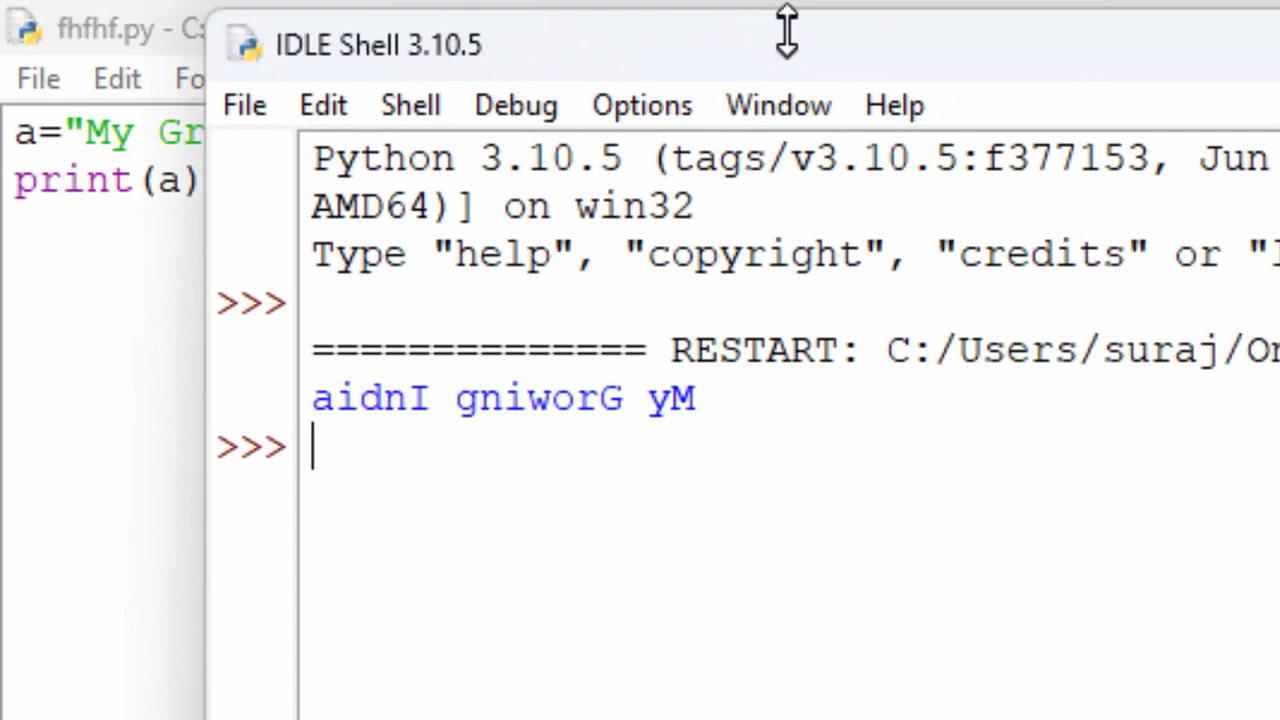 fhfhf.py - C:
File Edit Fo
a="My Gr
print(a)
IDLE Shell 3.10.5
File Edit Shell Debug Options Window Help
Python 3.10.5 (tags/v3.10.5:f377153, Jun
AMD64)] on win32
Type "help", "copyright", "credits" or "l
>>>
============== RESTART: C:/Users/suraj/On
aidnI gniworG yM
>>>